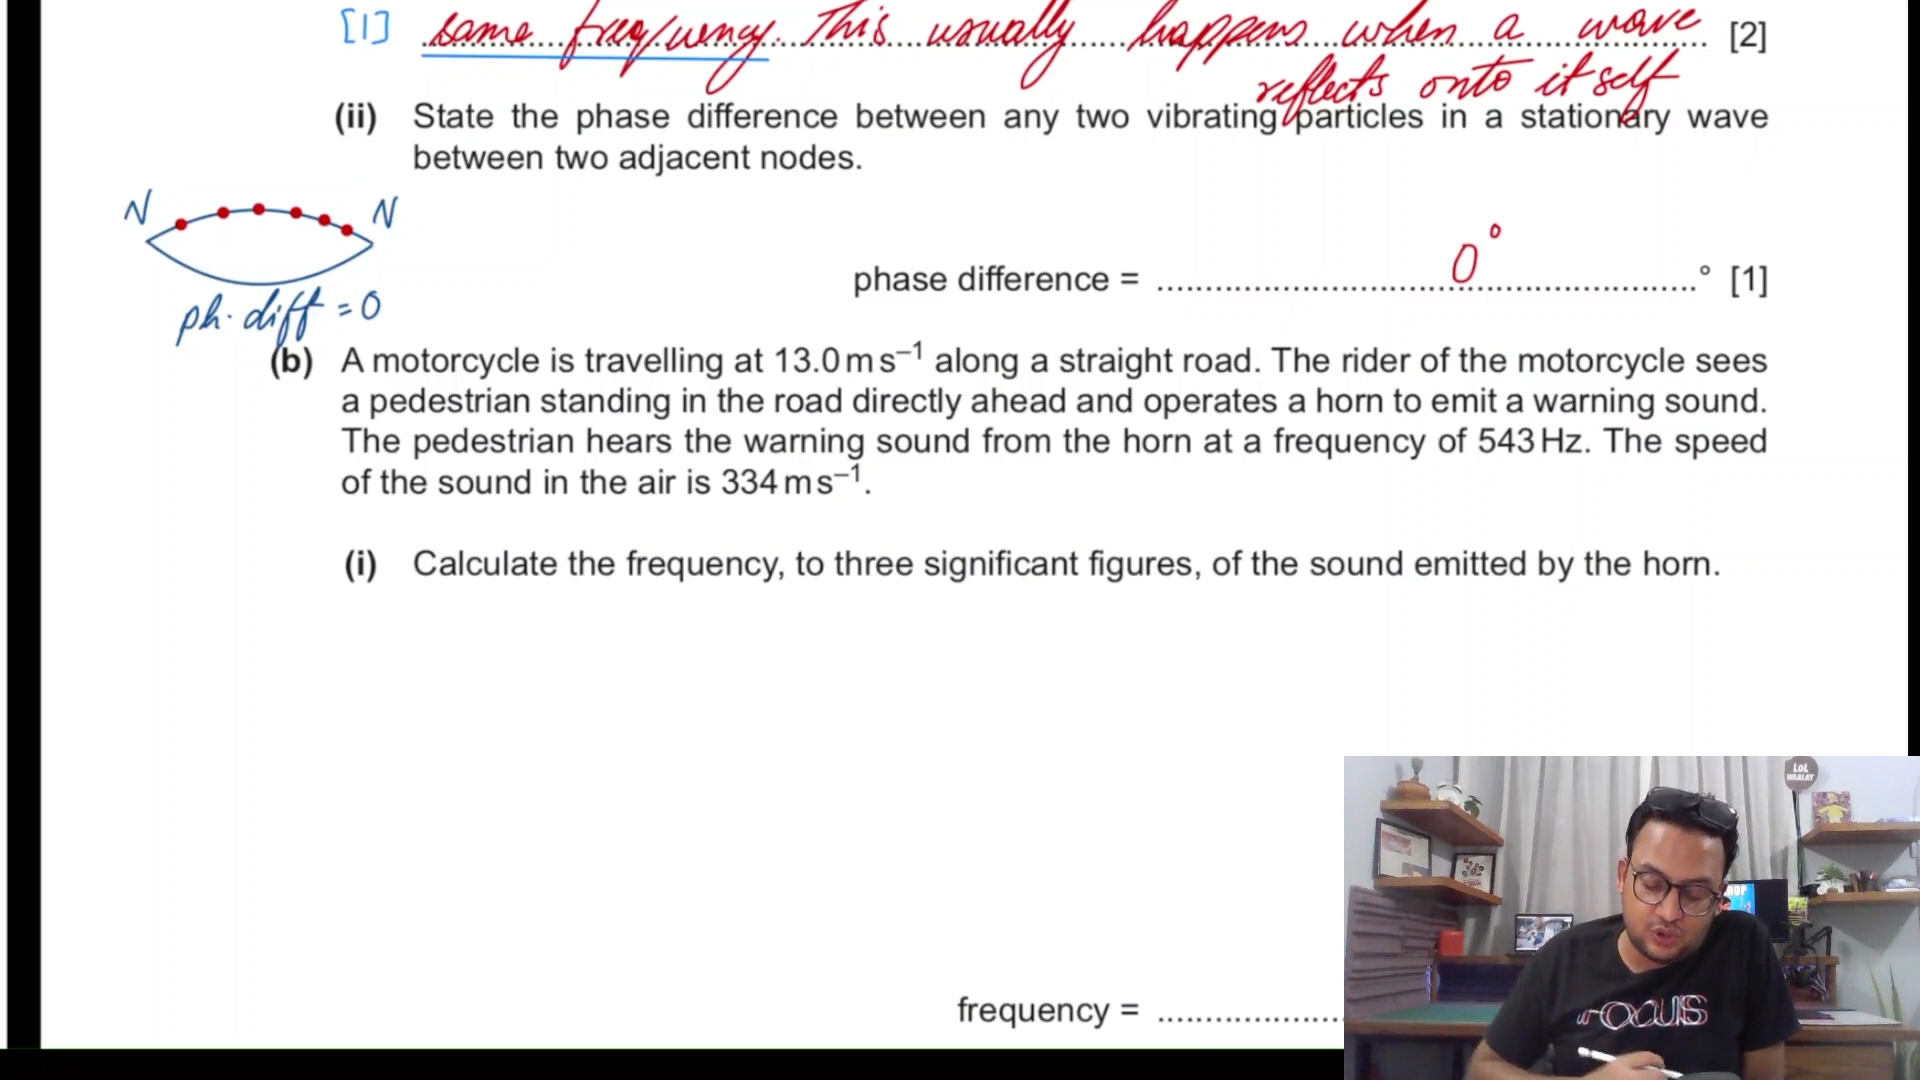 [1] same frequency. This usually happens when a wave [2]
reflects onto itself
(ii) State the phase difference between any two vibrating particles in a stationary wave
between two adjacent nodes.
N N
0°
phase difference = ° [1]
ph. diff = 0
(b) A motorcycle is travelling at 13.0 m s⁻¹ along a straight road. The rider of the motorcycle sees
a pedestrian standing in the road directly ahead and operates a horn to emit a warning sound.
The pedestrian hears the warning sound from the horn at a frequency of 543 Hz. The speed
of the sound in the air is 334 m s⁻¹.
(i) Calculate the frequency, to three significant figures, of the sound emitted by the horn.
frequency =
LOL
WAALAY